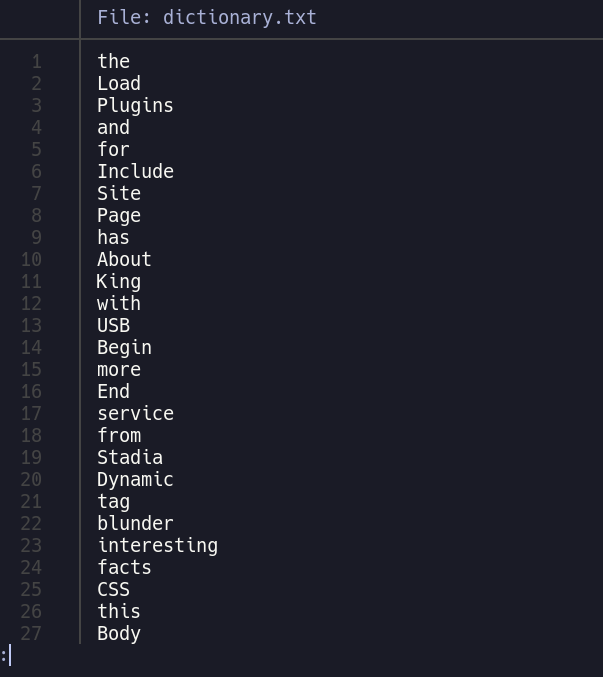 File: dictionary.txt
1 the
2 Load
3 Plugins
4 and
5 for
6 Include
7 Site
8 Page
9 has
10 About
11 King
12 with
13 USB
14 Begin
15 more
16 End
17 service
18 from
19 Stadia
20 Dynamic
21 tag
22 blunder
23 interesting
24 facts
25 CSS
26 this
27 Body
: